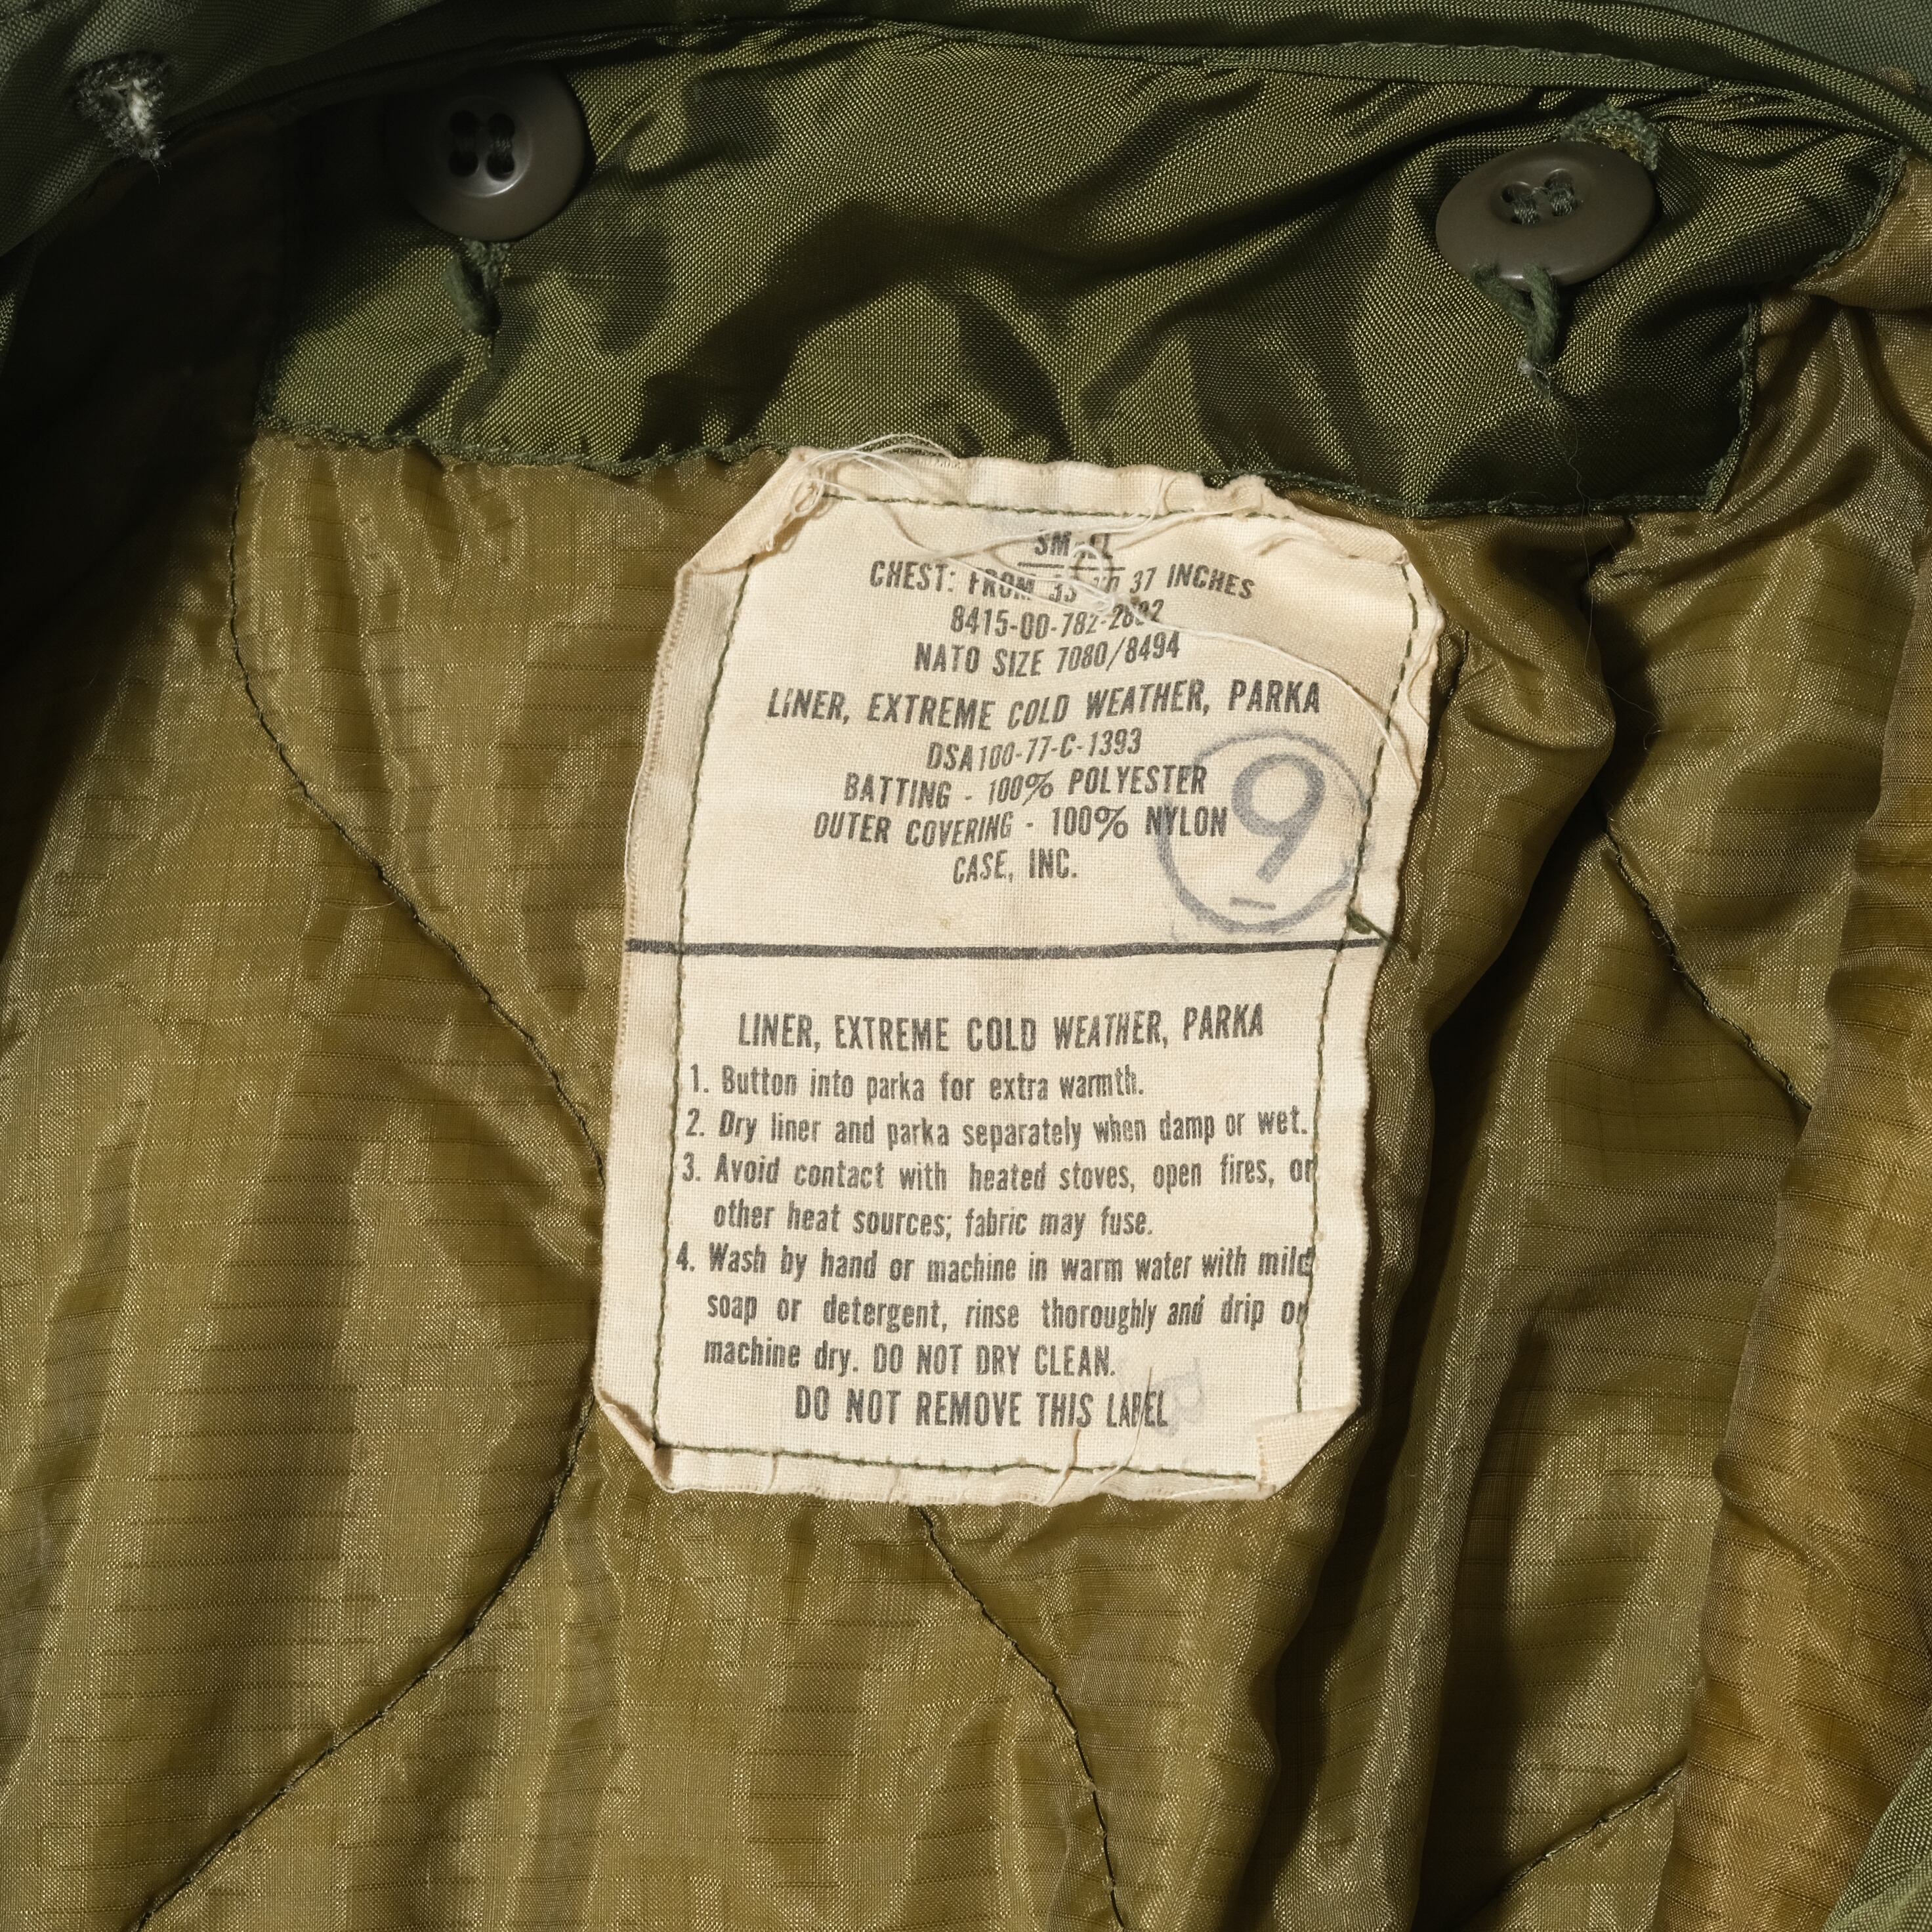 CHEST: FROM 33 37 INCHES
8415-00-782-2882
NATO SIZE 7080/8494
LINER, EXTREME COLD WEATHER, PARKA
DSA100-77-C-1393
BATTING - 100% POLYESTER
OUTER COVERING - 100% NYLON
CASE, INC.
9
LINER, EXTREME COLD WEATHER, PARKA
1. Button into parka for extra warmth.
2. Dry liner and parka separately when damp or wet.
3. Avoid contact with heated stoves, open fires, or
other heat sources; fabric may fuse.
4. Wash by hand or machine in warm water with mild
soap or detergent, rinse thoroughly and drip or
machine dry. DO NOT DRY CLEAN.
DO NOT REMOVE THIS LABEL